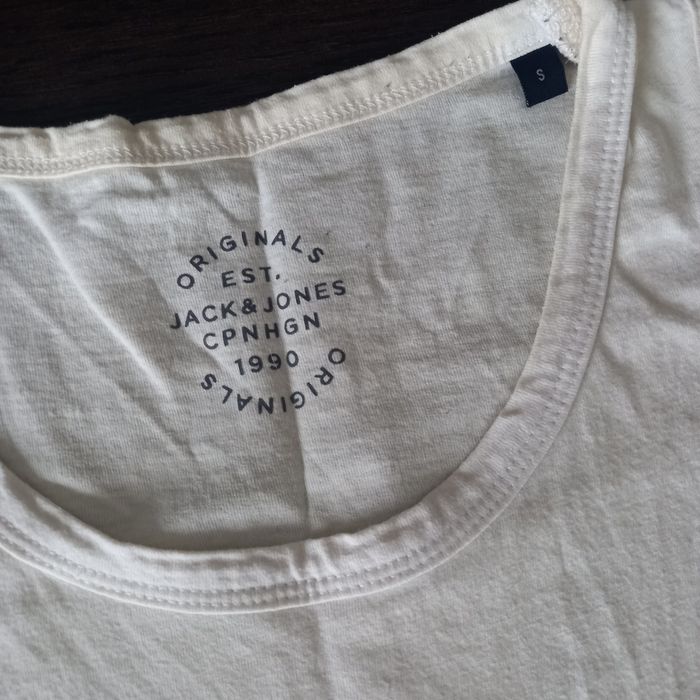 ORIGINALS
EST.
JACK&JONES
CPNHGN
1990
ORIGINALS
S